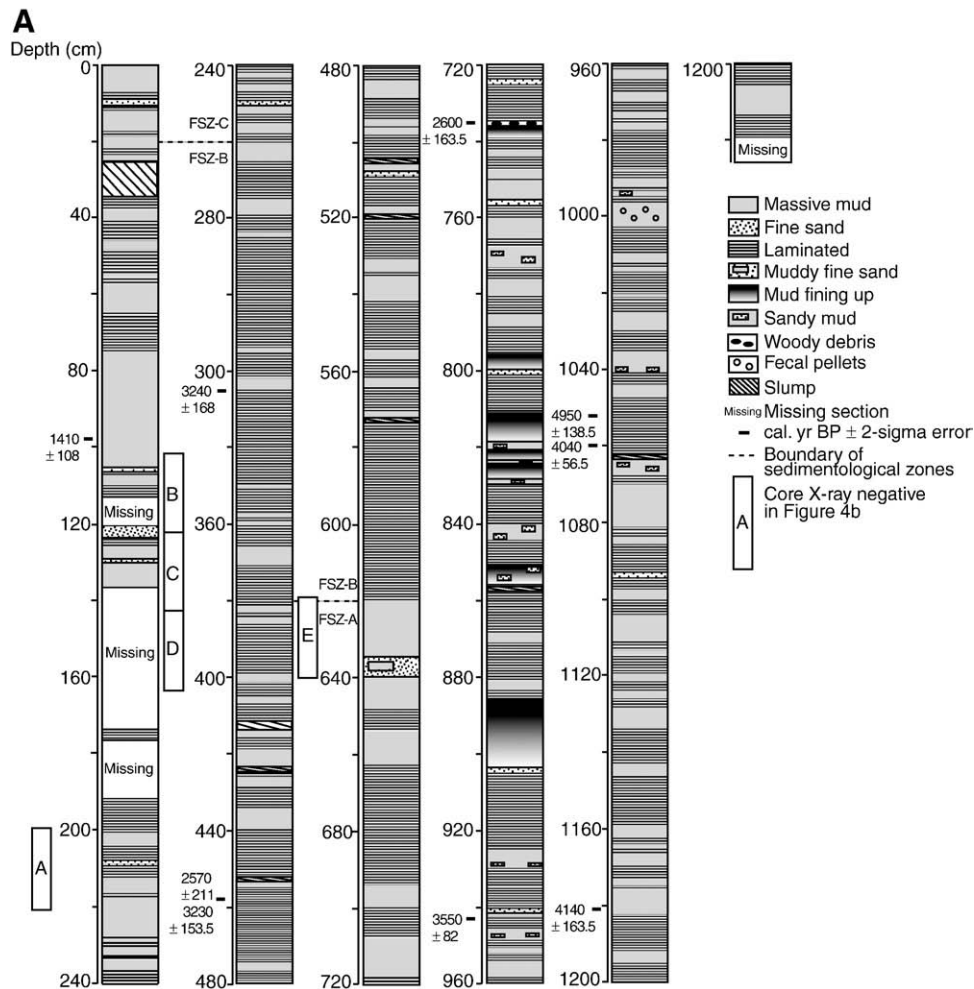 A
Depth (cm)
0
40
80
1410
± 108
120
160
200
240
Missing
Missing
Missing
B
C
D
A
240
FSZ-C
FSZ-B
280
300
3240
± 168
360
400
440
2570
± 211
3230
± 153.5
480
E
480
520
560
600
FSZ-B
FSZ-A
640
680
720
720
2600
± 163.5
760
800
4950
± 138.5
4040
± 56.5
840
880
920
3550
± 82
960
960
1000
1040
1080
1120
1160
4140
± 163.5
1200
1200
Missing
Massive mud
Fine sand
Laminated
Muddy fine sand
Mud fining up
Sandy mud
Woody debris
Fecal pellets
Slump
Missing Missing section
cal. yr BP ± 2-sigma error
Boundary of
sedimentological zones
A
Core X-ray negative
in Figure 4b